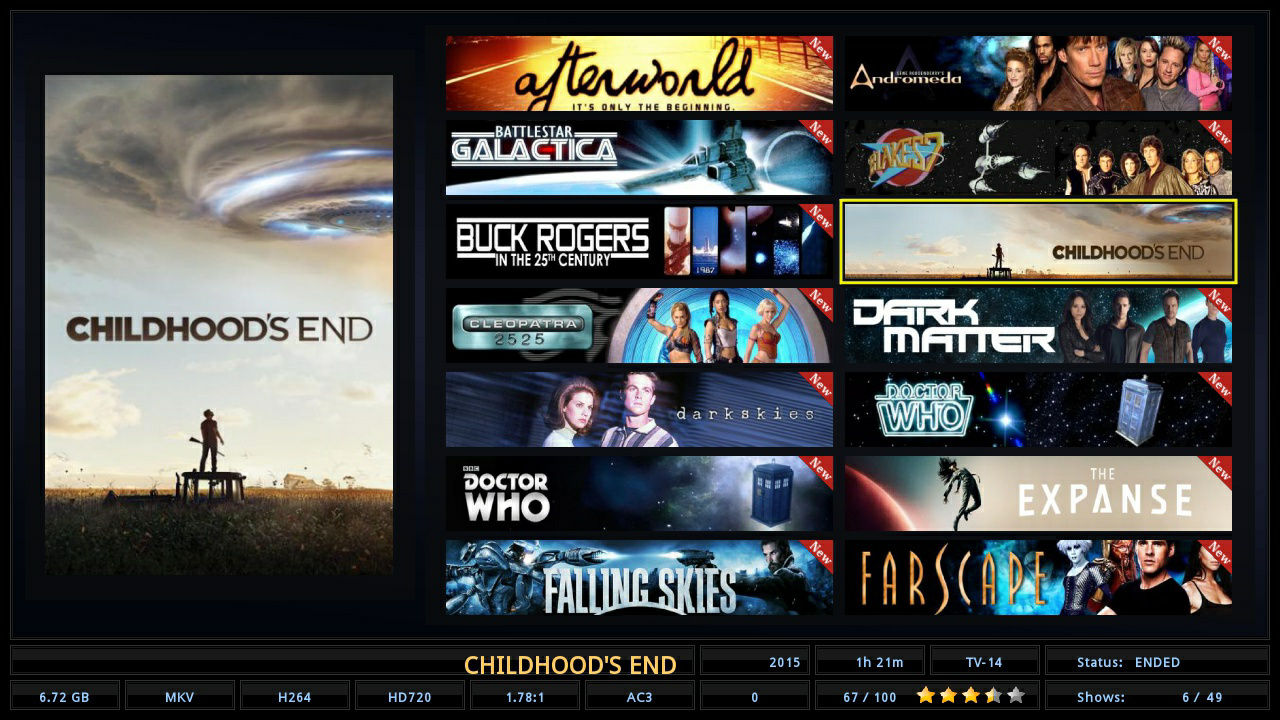 CHILDHOOD'S END
afterworld
IT'S ONLY THE BEGINNING.
New
GENE RODDENBERRY'S
Andromeda
New
BATTLESTAR
GALACTICA
New
BLAKES 7
New
BUCK ROGERS
IN THE 25TH CENTURY
1987
New
CHILDHOOD'S END
CLEOPATRA
2525
New
DARK
MATTER
New
darkskies
New
DOCTOR
WHO
New
BBC
DOCTOR
WHO
New
THE
EXPANSE
New
FALLING SKIES
New
FARSCAPE
New
CHILDHOOD'S END
2015
1h 21m
TV-14
Status: ENDED
6.72 GB
MKV
H264
HD720
1.78:1
AC3
0
67 / 100
Shows: 6 / 49